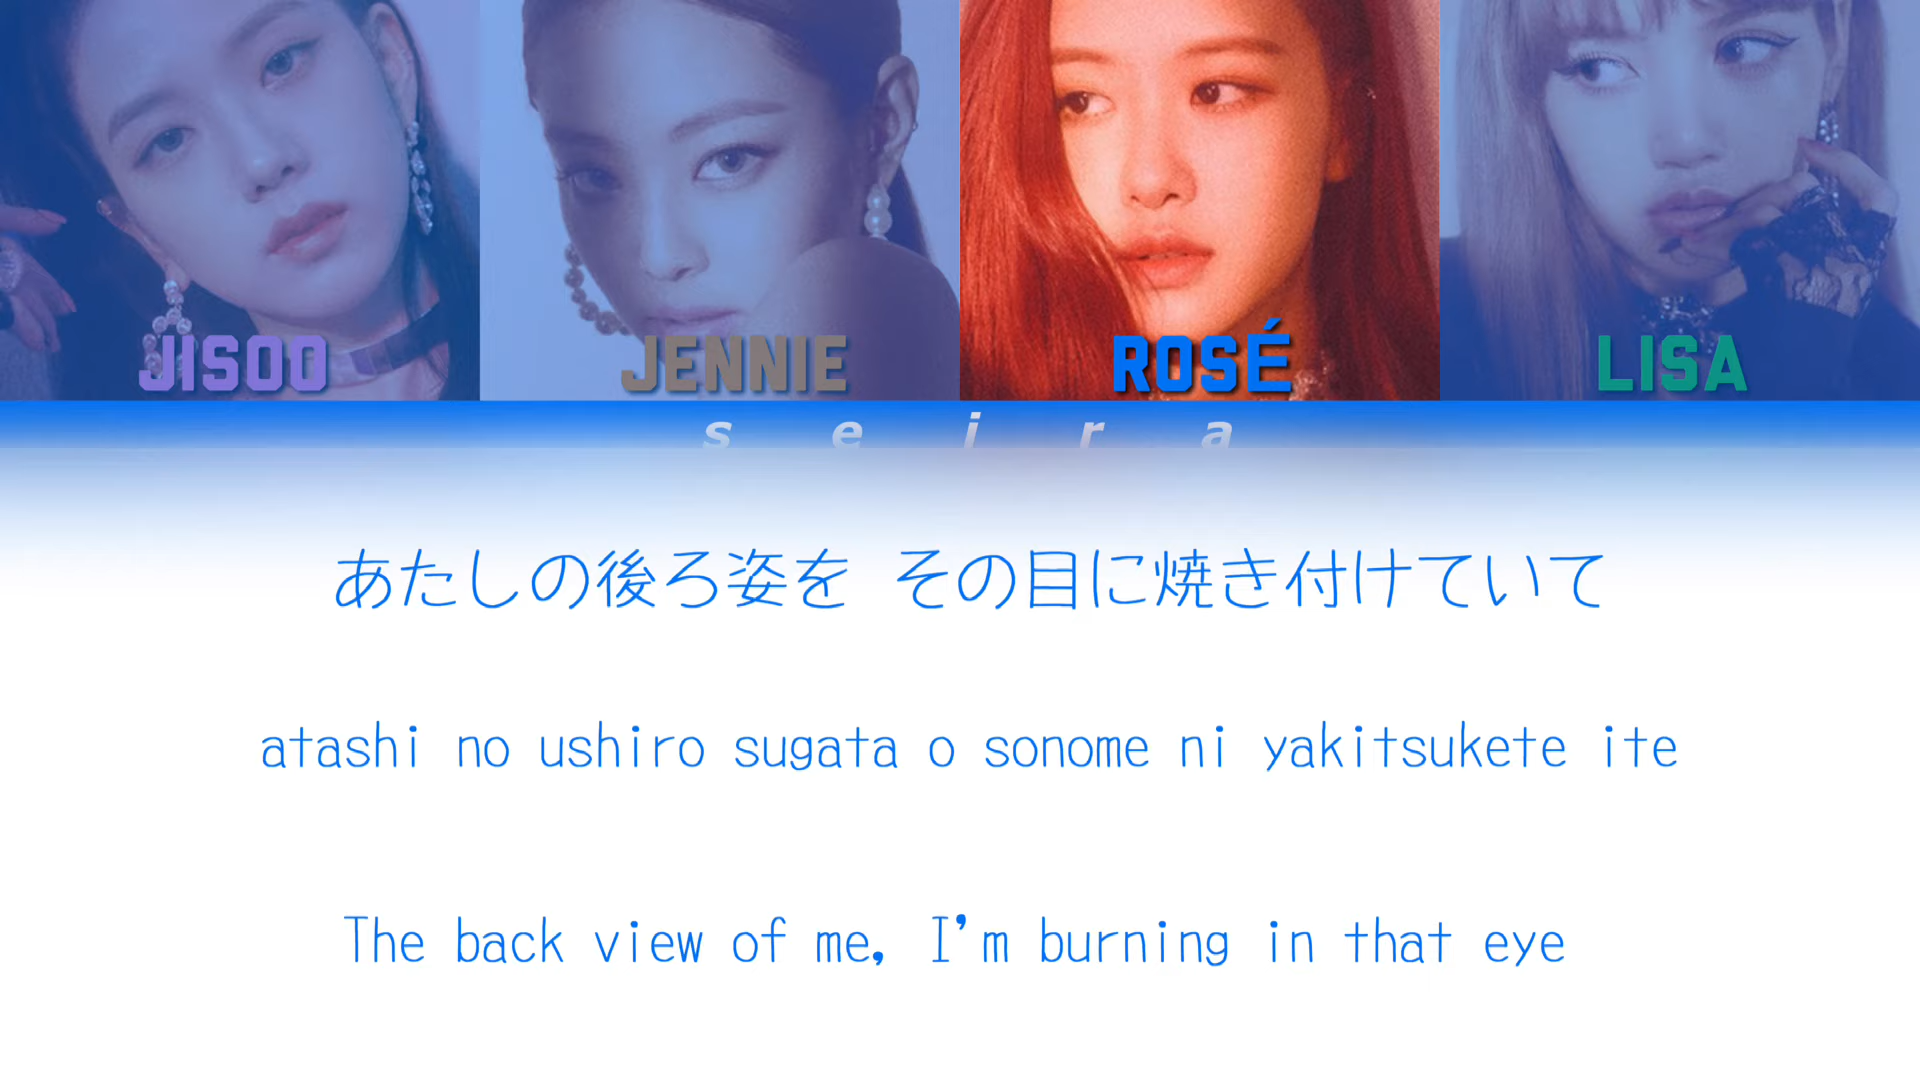 JISOO JENNIE ROSÉ LISA
seira
あたしの後ろ姿を その目に焼き付けていて
atashi no ushiro sugata o sonome ni yakitsukete ite
The back view of me, I'm burning in that eye